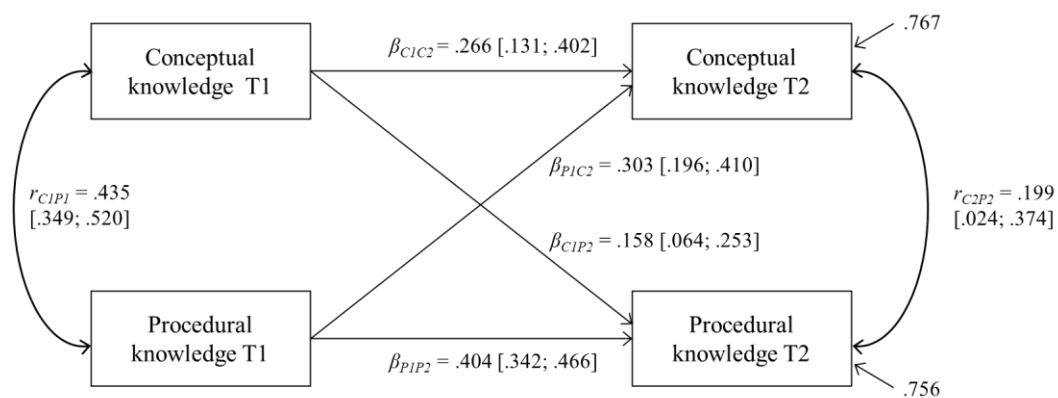 Conceptual
knowledge T1
β_C1C2 = .266 [.131; .402]
Conceptual
knowledge T2
.767
β_P1C2 = .303 [.196; .410]
r_C1P1 = .435
[.349; .520]
r_C2P2 = .199
[.024; .374]
β_C1P2 = .158 [.064; .253]
Procedural
knowledge T1
β_P1P2 = .404 [.342; .466]
Procedural
knowledge T2
.756